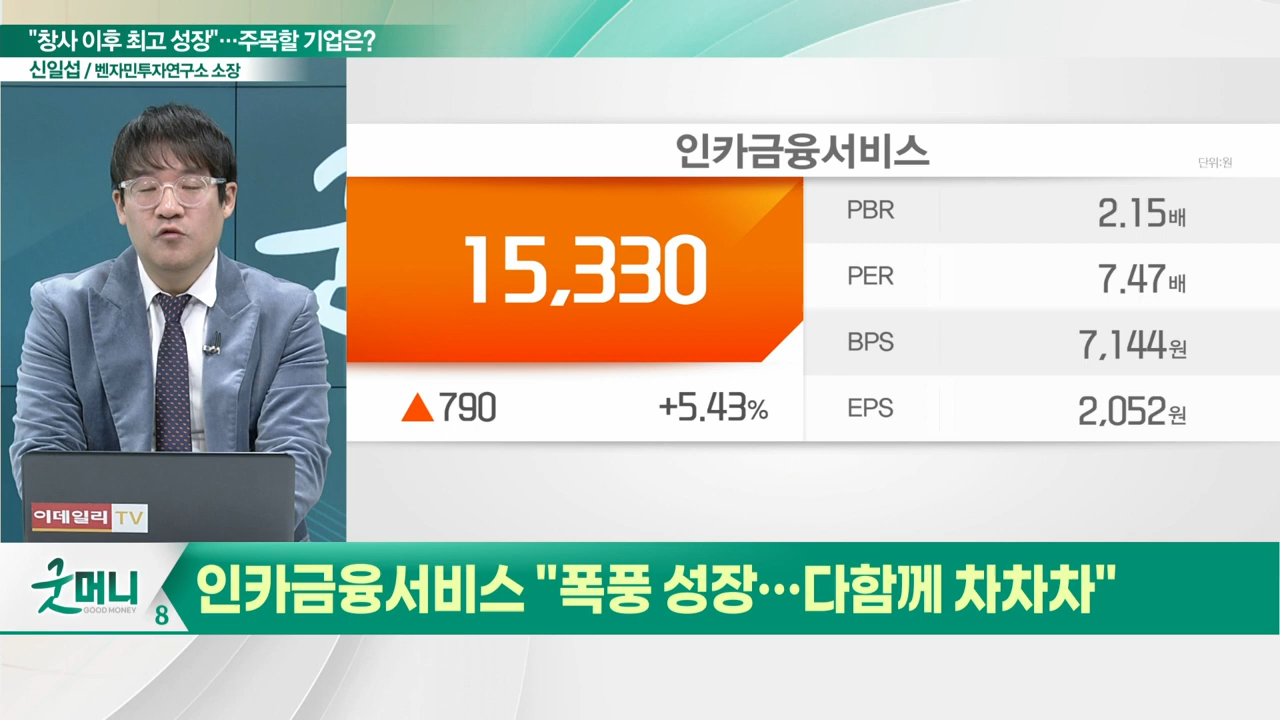 "창사 이후 최고 성장"…주목할 기업은?
신일섭 / 벤자민투자연구소 소장
인카금융서비스
단위:원
15,330
▲790 +5.43%
PBR 2.15배
PER 7.47배
BPS 7,144원
EPS 2,052원
이데일리TV
굿머니
GOOD MONEY
8
인카금융서비스 "폭풍 성장…다함께 차차차"